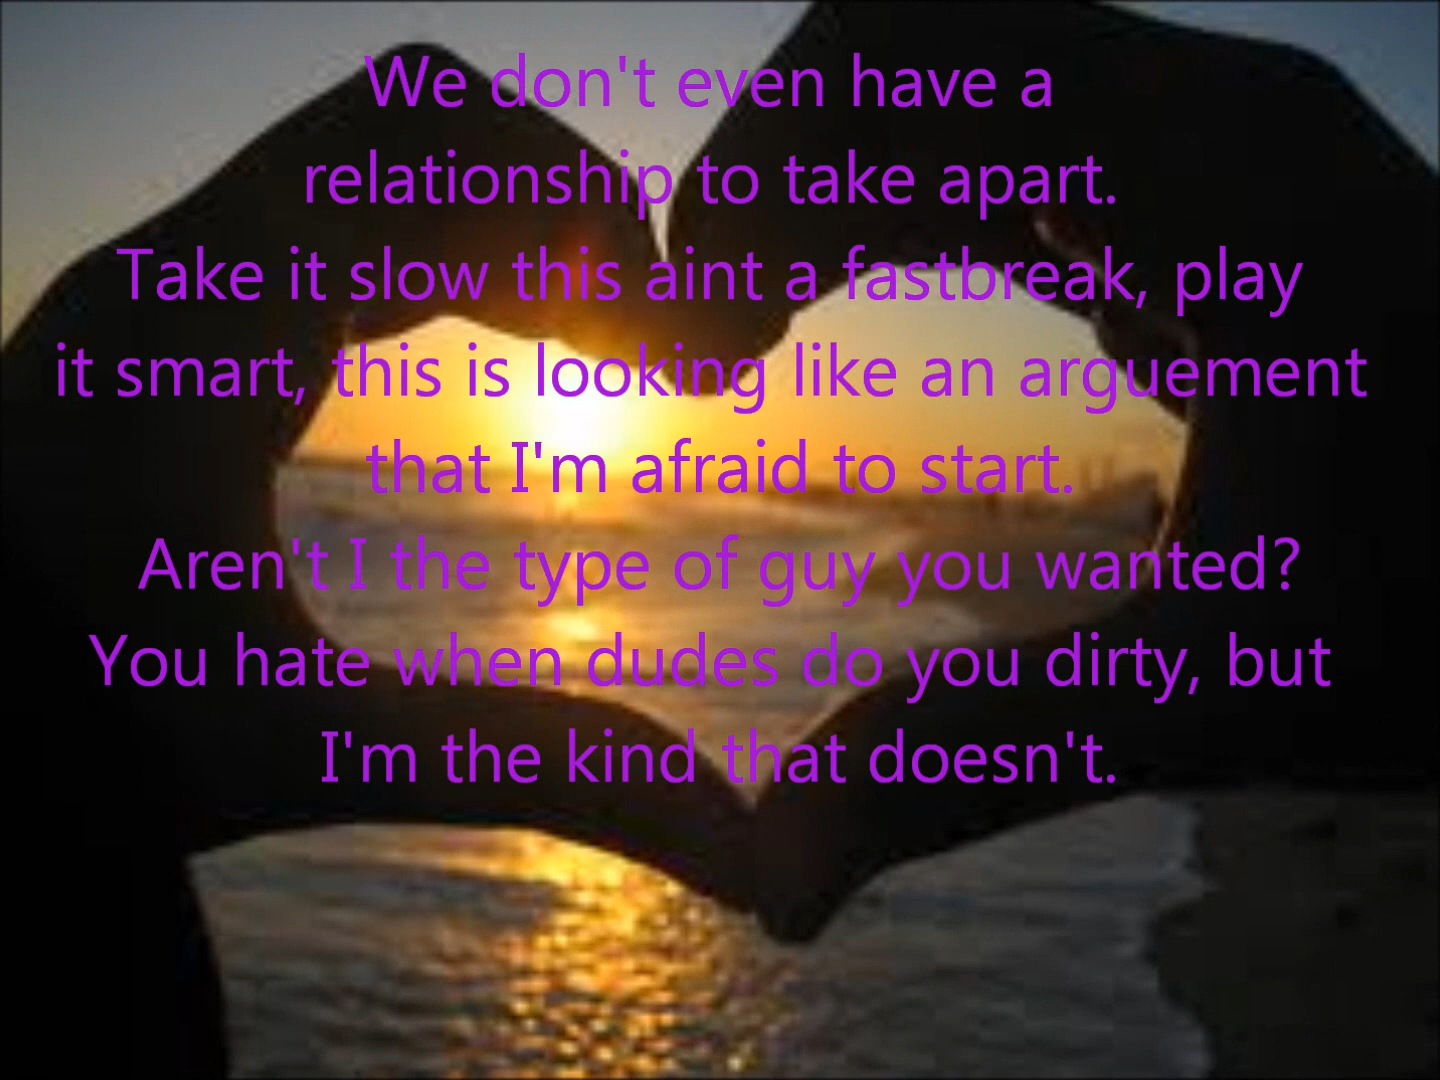 We don't even have a
relationship to take apart.
Take it slow this aint a fastbreak, play
it smart, this is looking like an arguement
that I'm afraid to start.
Aren't I the type of guy you wanted?
You hate when dudes do you dirty, but
I'm the kind that doesn't.